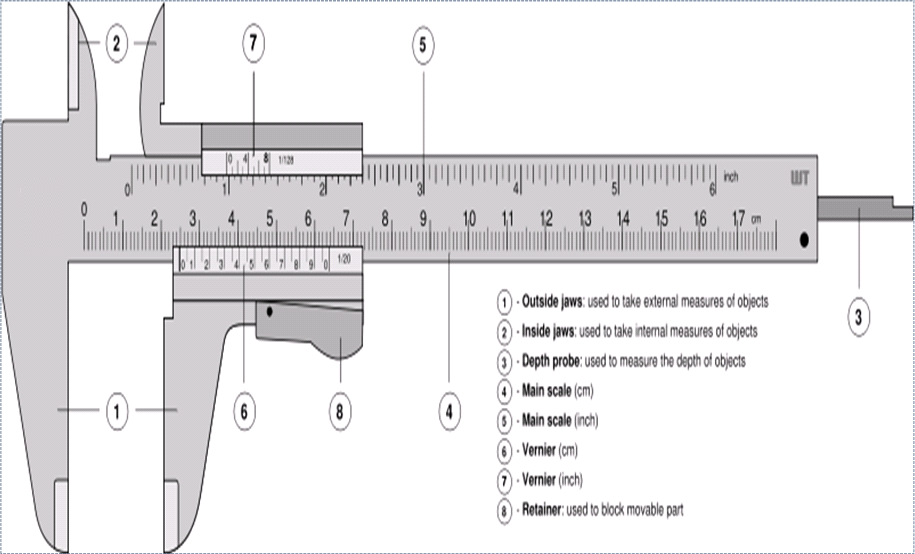 2
7
5
0 4 8 1/128
0 1 2 3 4 5 6 inch
WT
0 1 2 3 4 5 6 7 8 9 10 11 12 13 14 15 16 17 cm
0 1 2 3 4 5 6 7 8 9 0 1/20
1 - Outside jaws: used to take external measures of objects
2 - Inside jaws: used to take internal measures of objects
3 - Depth probe: used to measure the depth of objects
4 - Main scale (cm)
5 - Main scale (inch)
6 - Vernier (cm)
7 - Vernier (inch)
8 - Retainer: used to block movable part
3
1
6
8
4